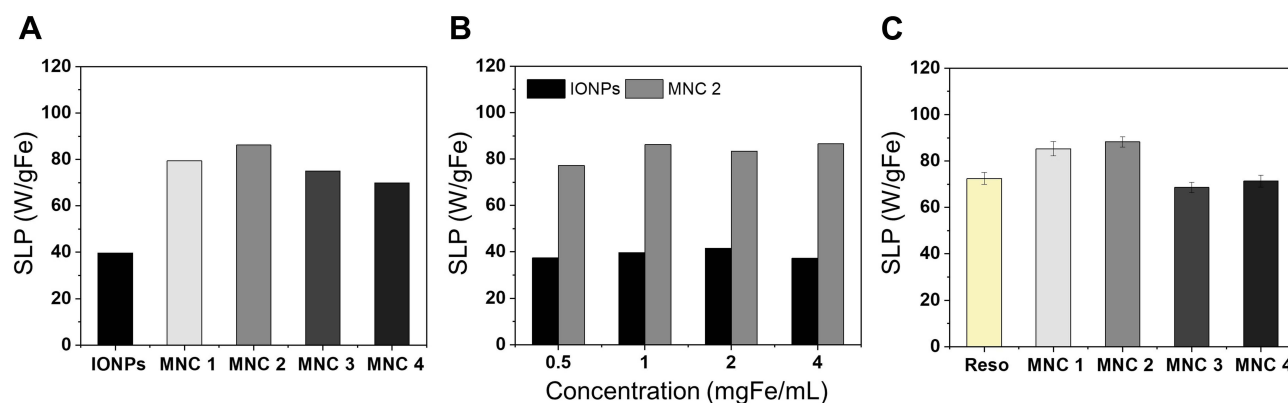 A
SLP (W/gFe)
120
100
80
60
40
20
0
IONPs MNC 1 MNC 2 MNC 3 MNC 4
B
SLP (W/gFe)
120
100
80
60
40
20
0
IONPs MNC 2
0.5 1 2 4
Concentration (mgFe/mL)
C
SLP (W/gFe)
120
100
80
60
40
20
0
Reso MNC 1 MNC 2 MNC 3 MNC 4